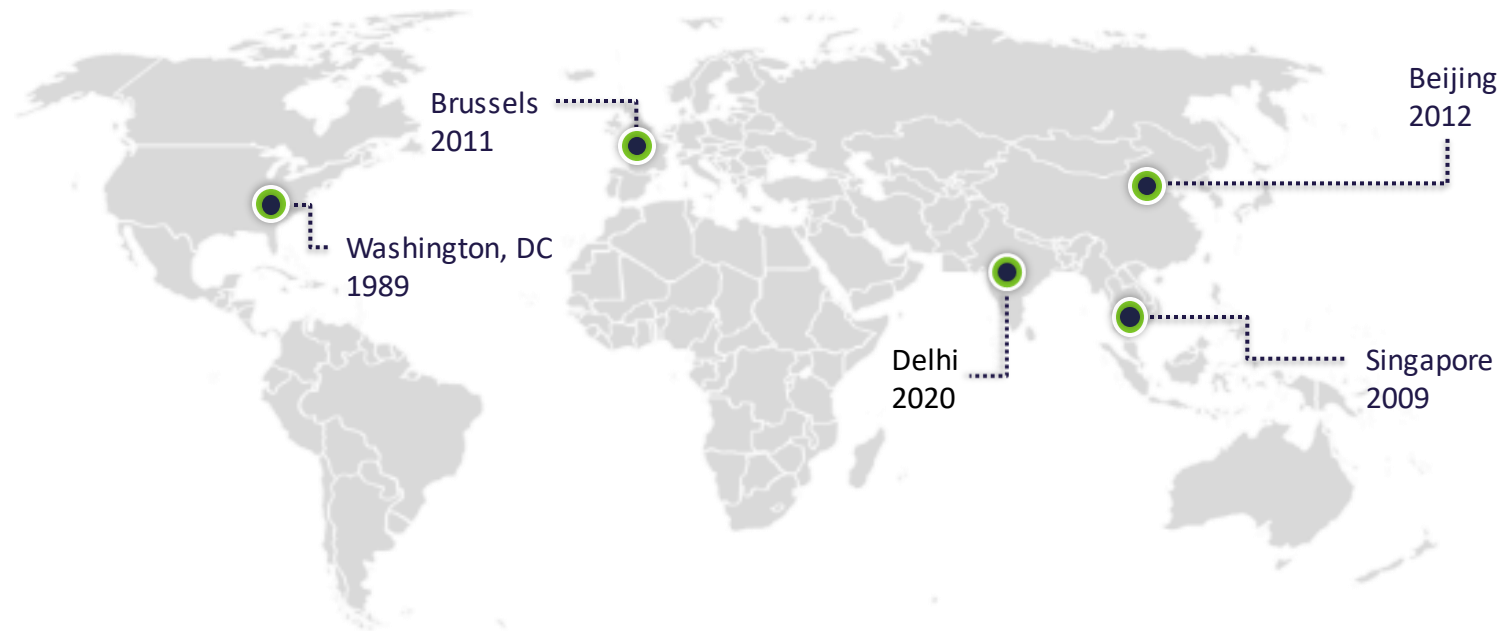 Brussels
2011
Beijing
2012
Washington, DC
1989
Delhi
2020
Singapore
2009